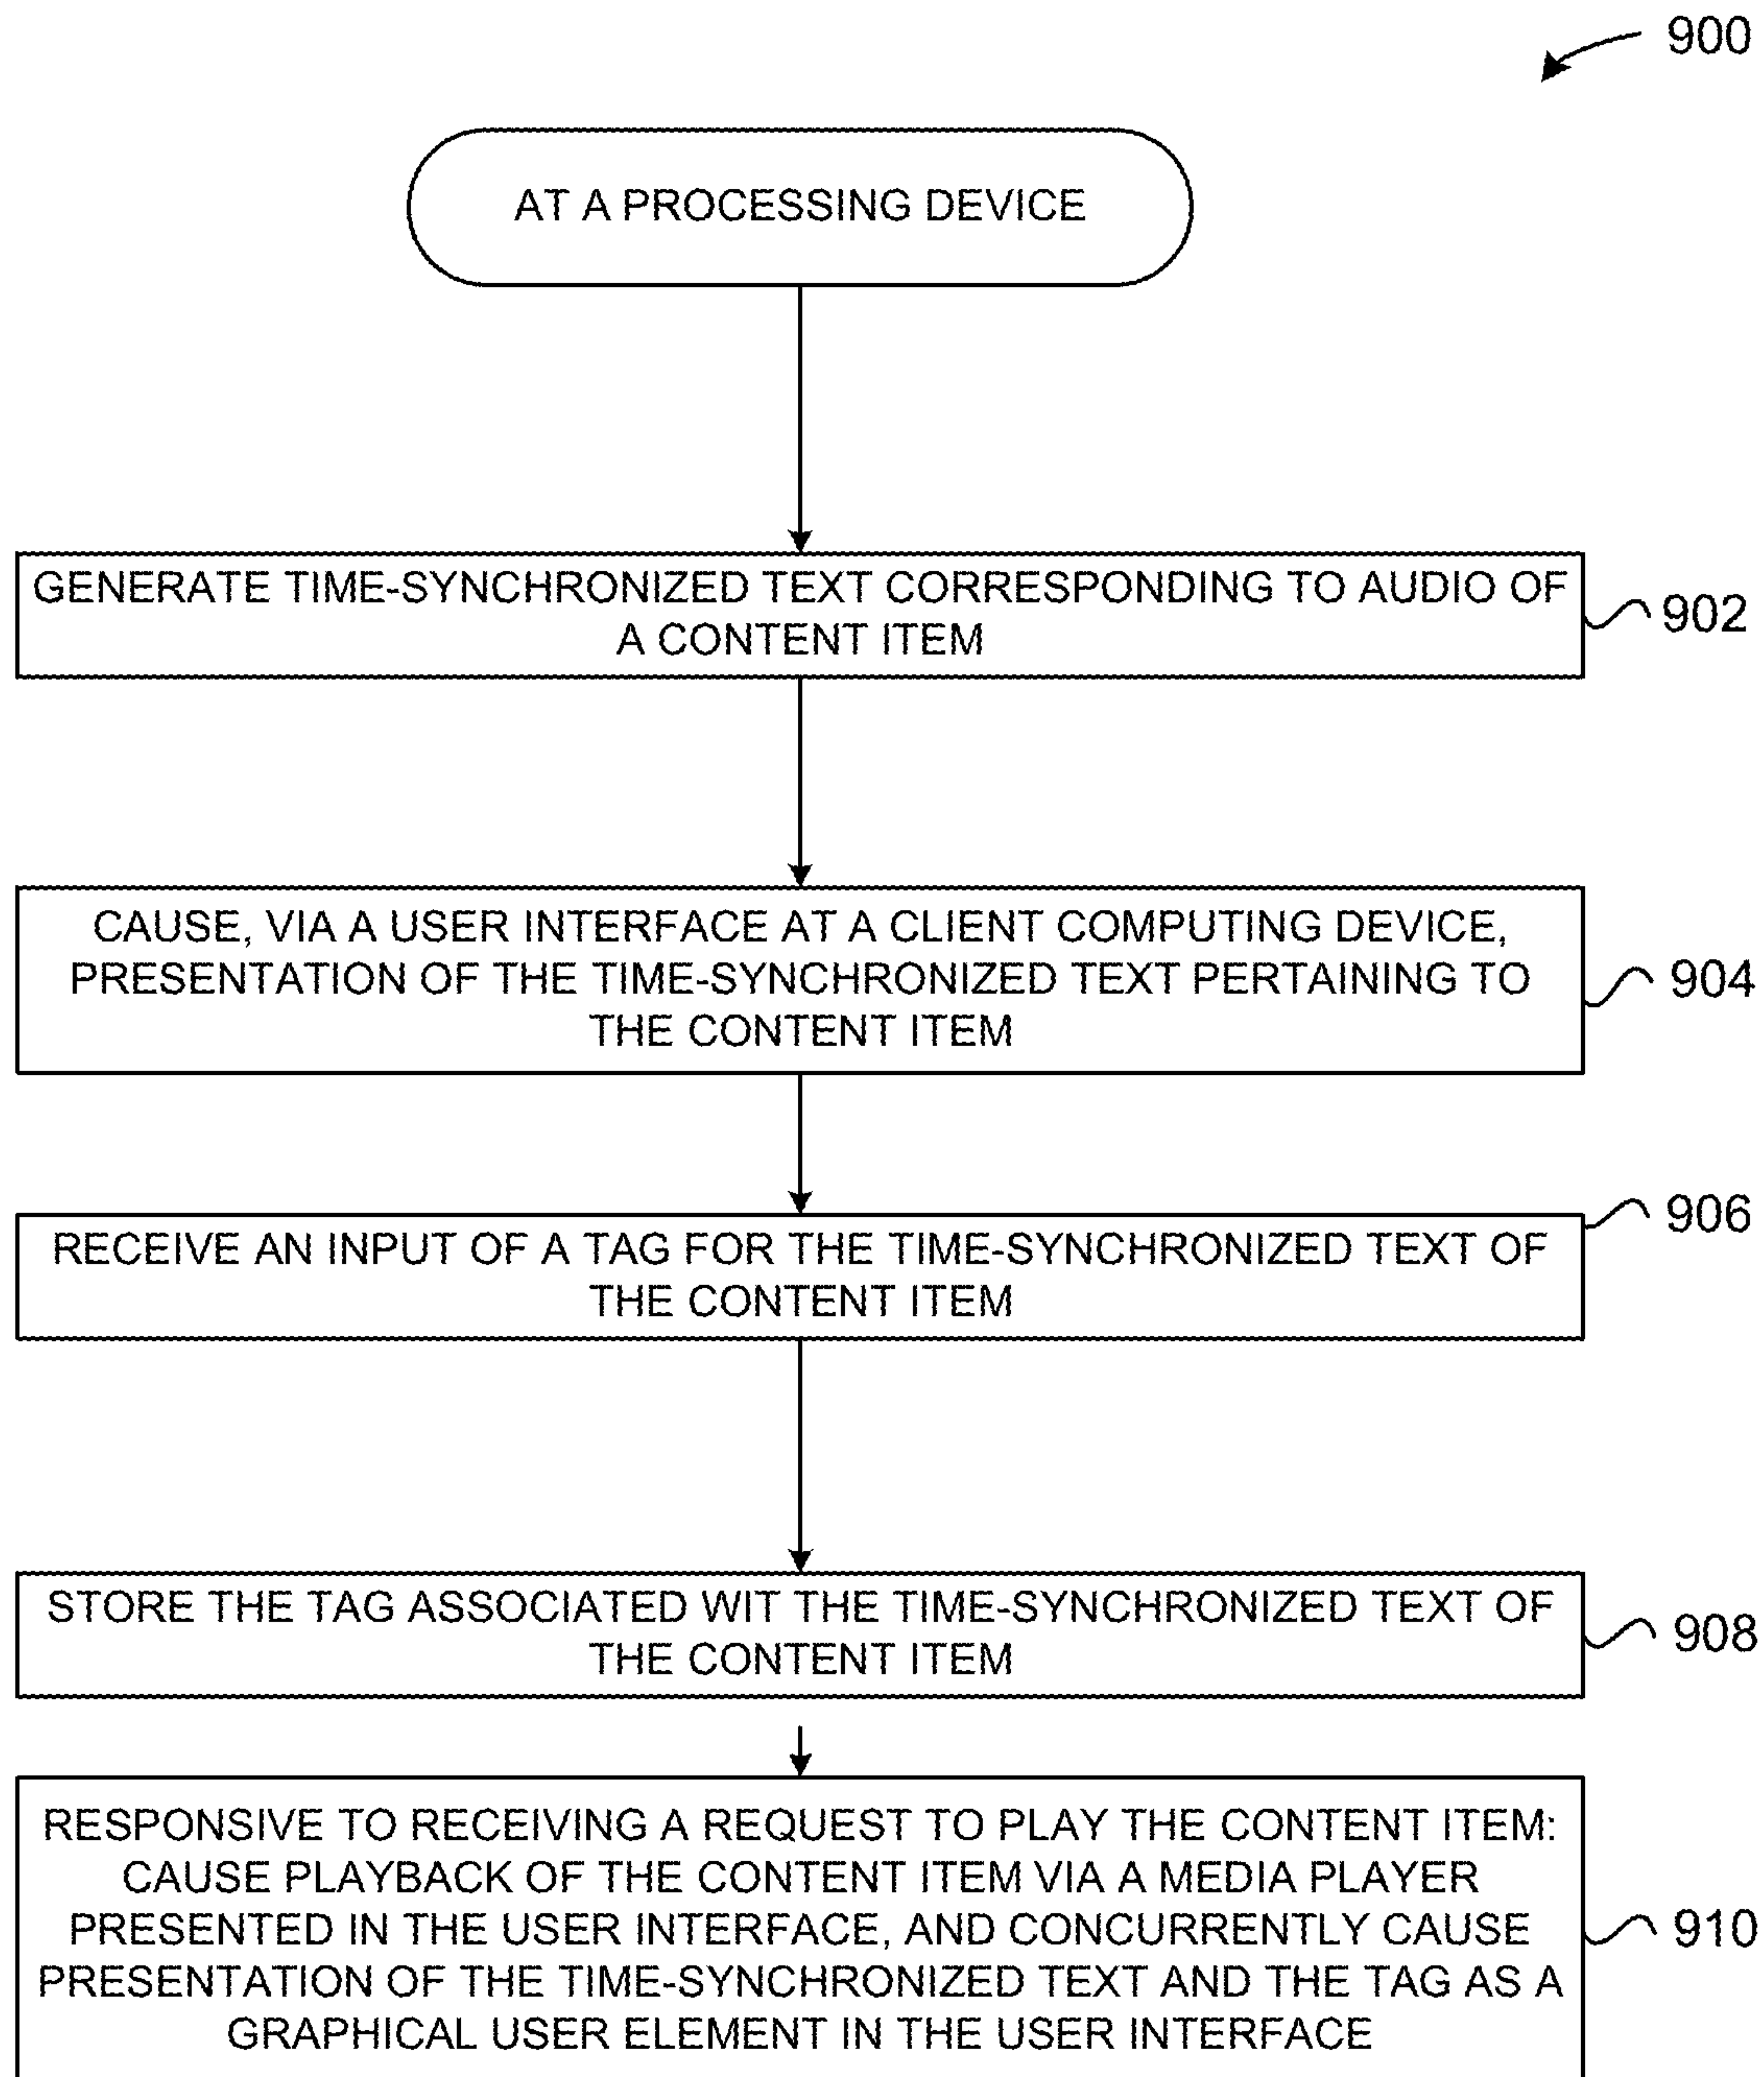 900
AT A PROCESSING DEVICE
GENERATE TIME-SYNCHRONIZED TEXT CORRESPONDING TO AUDIO OF
A CONTENT ITEM
902
CAUSE, VIA A USER INTERFACE AT A CLIENT COMPUTING DEVICE,
PRESENTATION OF THE TIME-SYNCHRONIZED TEXT PERTAINING TO
THE CONTENT ITEM
904
RECEIVE AN INPUT OF A TAG FOR THE TIME-SYNCHRONIZED TEXT OF
THE CONTENT ITEM
906
STORE THE TAG ASSOCIATED WIT THE TIME-SYNCHRONIZED TEXT OF
THE CONTENT ITEM
908
RESPONSIVE TO RECEIVING A REQUEST TO PLAY THE CONTENT ITEM:
CAUSE PLAYBACK OF THE CONTENT ITEM VIA A MEDIA PLAYER
PRESENTED IN THE USER INTERFACE, AND CONCURRENTLY CAUSE
PRESENTATION OF THE TIME-SYNCHRONIZED TEXT AND THE TAG AS A
GRAPHICAL USER ELEMENT IN THE USER INTERFACE
910